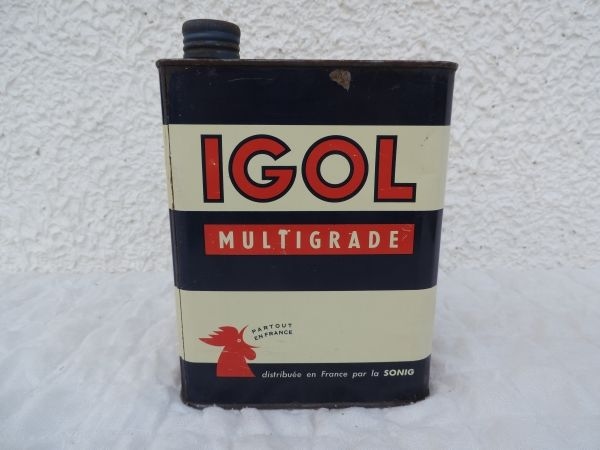 IGOL
MULTIGRADE
PARTOUT
EN FRANCE
distribuée en France par la SONIG